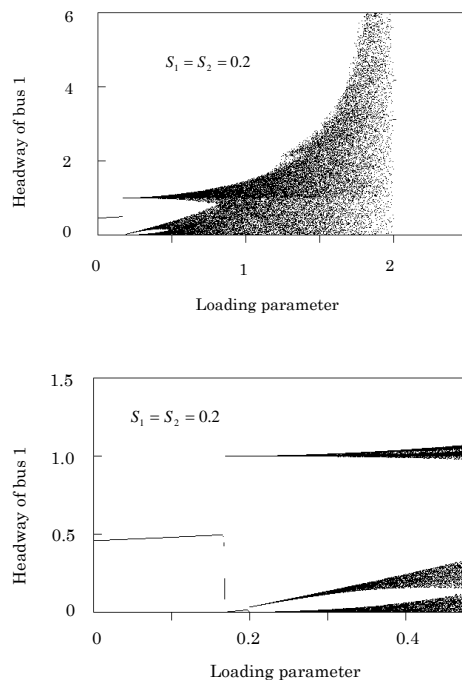 6
S₁ = S₂ = 0.2
4
Headway of bus 1
2
0
0
1
2
Loading parameter
1.5
S₁ = S₂ = 0.2
1.0
Headway of bus 1
0.5
0
0
0.2
0.4
Loading parameter